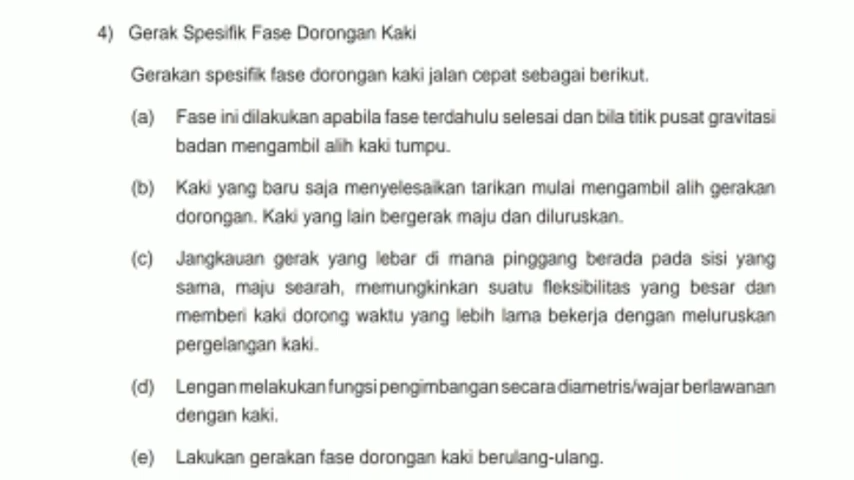 4) Gerak Spesifik Fase Dorongan Kaki
Gerakan spesifik fase dorongan kaki jalan cepat sebagai berikut.
(a) Fase ini dilakukan apabila fase terdahulu selesai dan bila titik pusat gravitasi
badan mengambil alih kaki tumpu.
(b) Kaki yang baru saja menyelesaikan tarikan mulai mengambil alih gerakan
dorongan. Kaki yang lain bergerak maju dan diluruskan.
(c) Jangkauan gerak yang lebar di mana pinggang berada pada sisi yang
sama, maju searah, memungkinkan suatu fleksibilitas yang besar dan
memberi kaki dorong waktu yang lebih lama bekerja dengan meluruskan
pergelangan kaki.
(d) Lengan melakukan fungsi pengimbangan secara diametris/wajar berlawanan
dengan kaki.
(e) Lakukan gerakan fase dorongan kaki berulang-ulang.